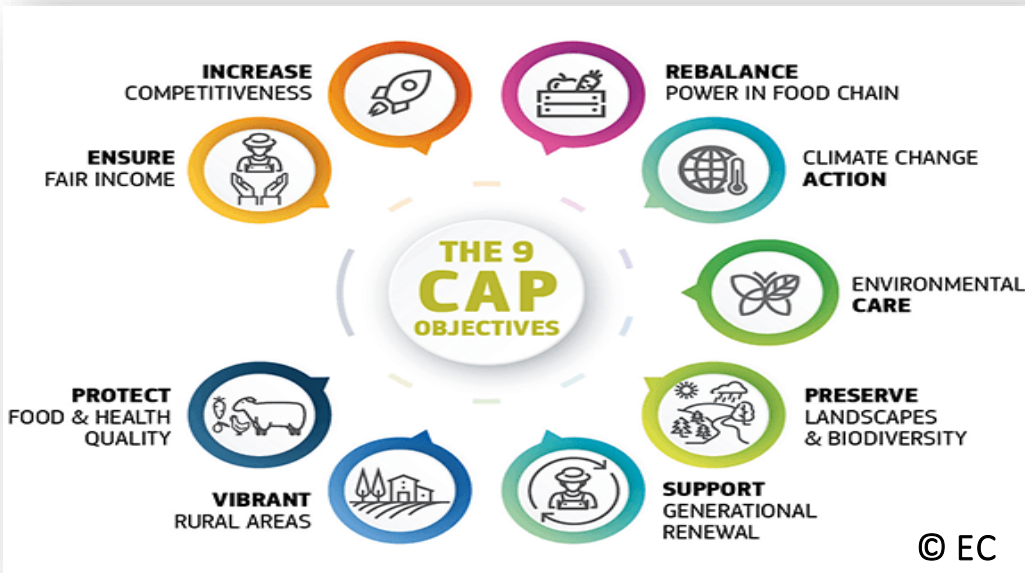 THE 9
CAP
OBJECTIVES
ENSURE
FAIR INCOME
INCREASE
COMPETITIVENESS
REBALANCE
POWER IN FOOD CHAIN
CLIMATE CHANGE
ACTION
ENVIRONMENTAL
CARE
PRESERVE
LANDSCAPES
& BIODIVERSITY
SUPPORT
GENERATIONAL
RENEWAL
VIBRANT
RURAL AREAS
PROTECT
FOOD & HEALTH
QUALITY
© EC